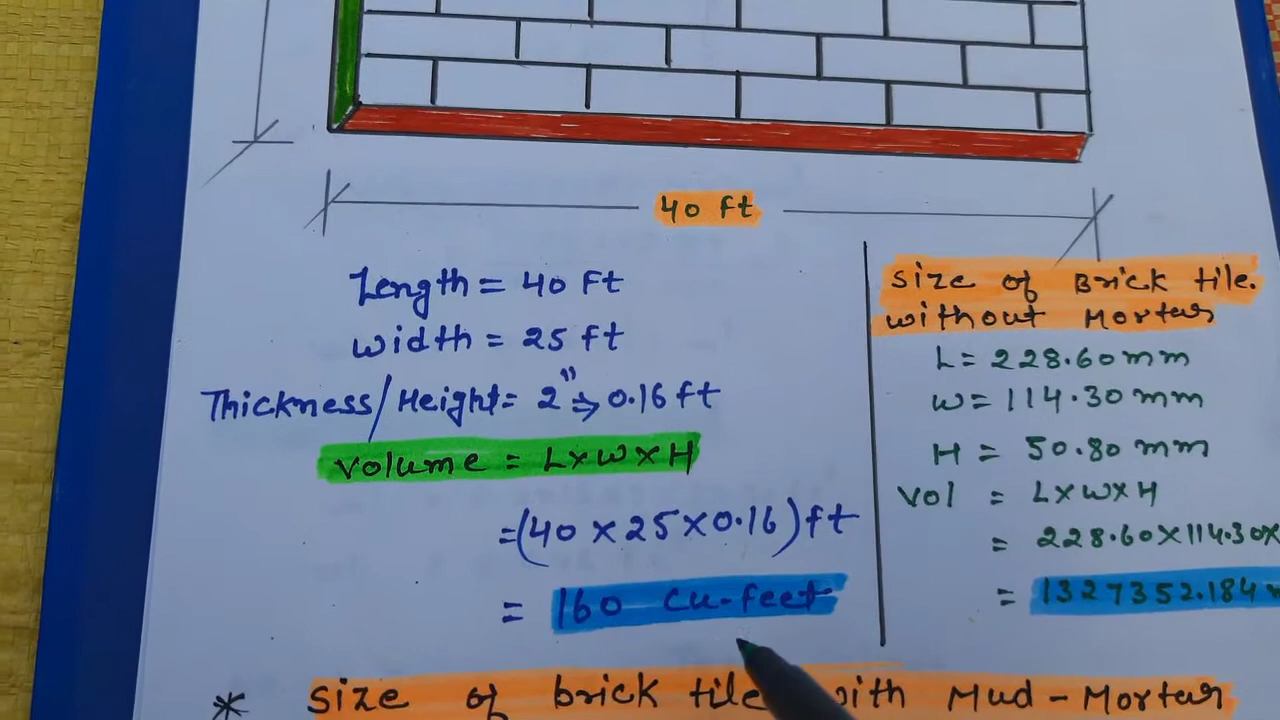 40 ft
Length = 40 Ft
width = 25 ft
Thickness/Height = 2" ⇒ 0.16 ft
Volume = L×W×H
=(40 ×25×0.16) ft
= 160 Cu-feet
Size of Brick tile.
without Mortar
L= 228.60mm
W= 114.30 mm
H = 50.80 mm
Vol = L×W×H
= 228.60×114.30×
= 1327352.184
* Size of brick tile with Mud-Mortar